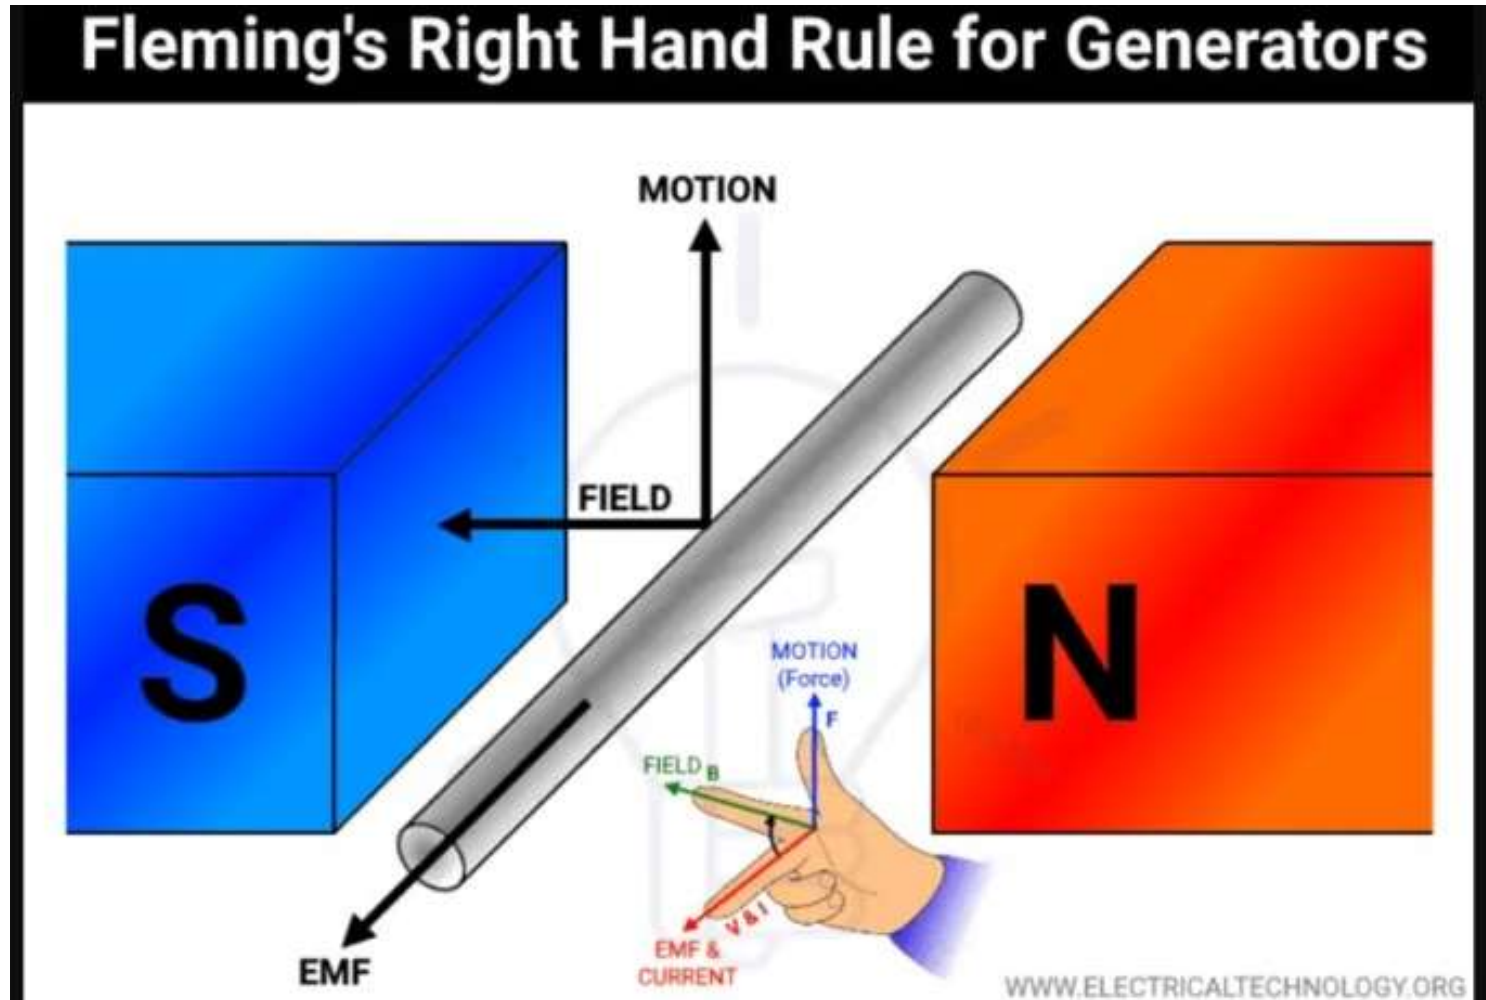 Fleming's Right Hand Rule for Generators
MOTION
FIELD
S
N
MOTION
(Force)
F
FIELD B
V & I
EMF &
CURRENT
EMF
WWW.ELECTRICALTECHNOLOGY.ORG